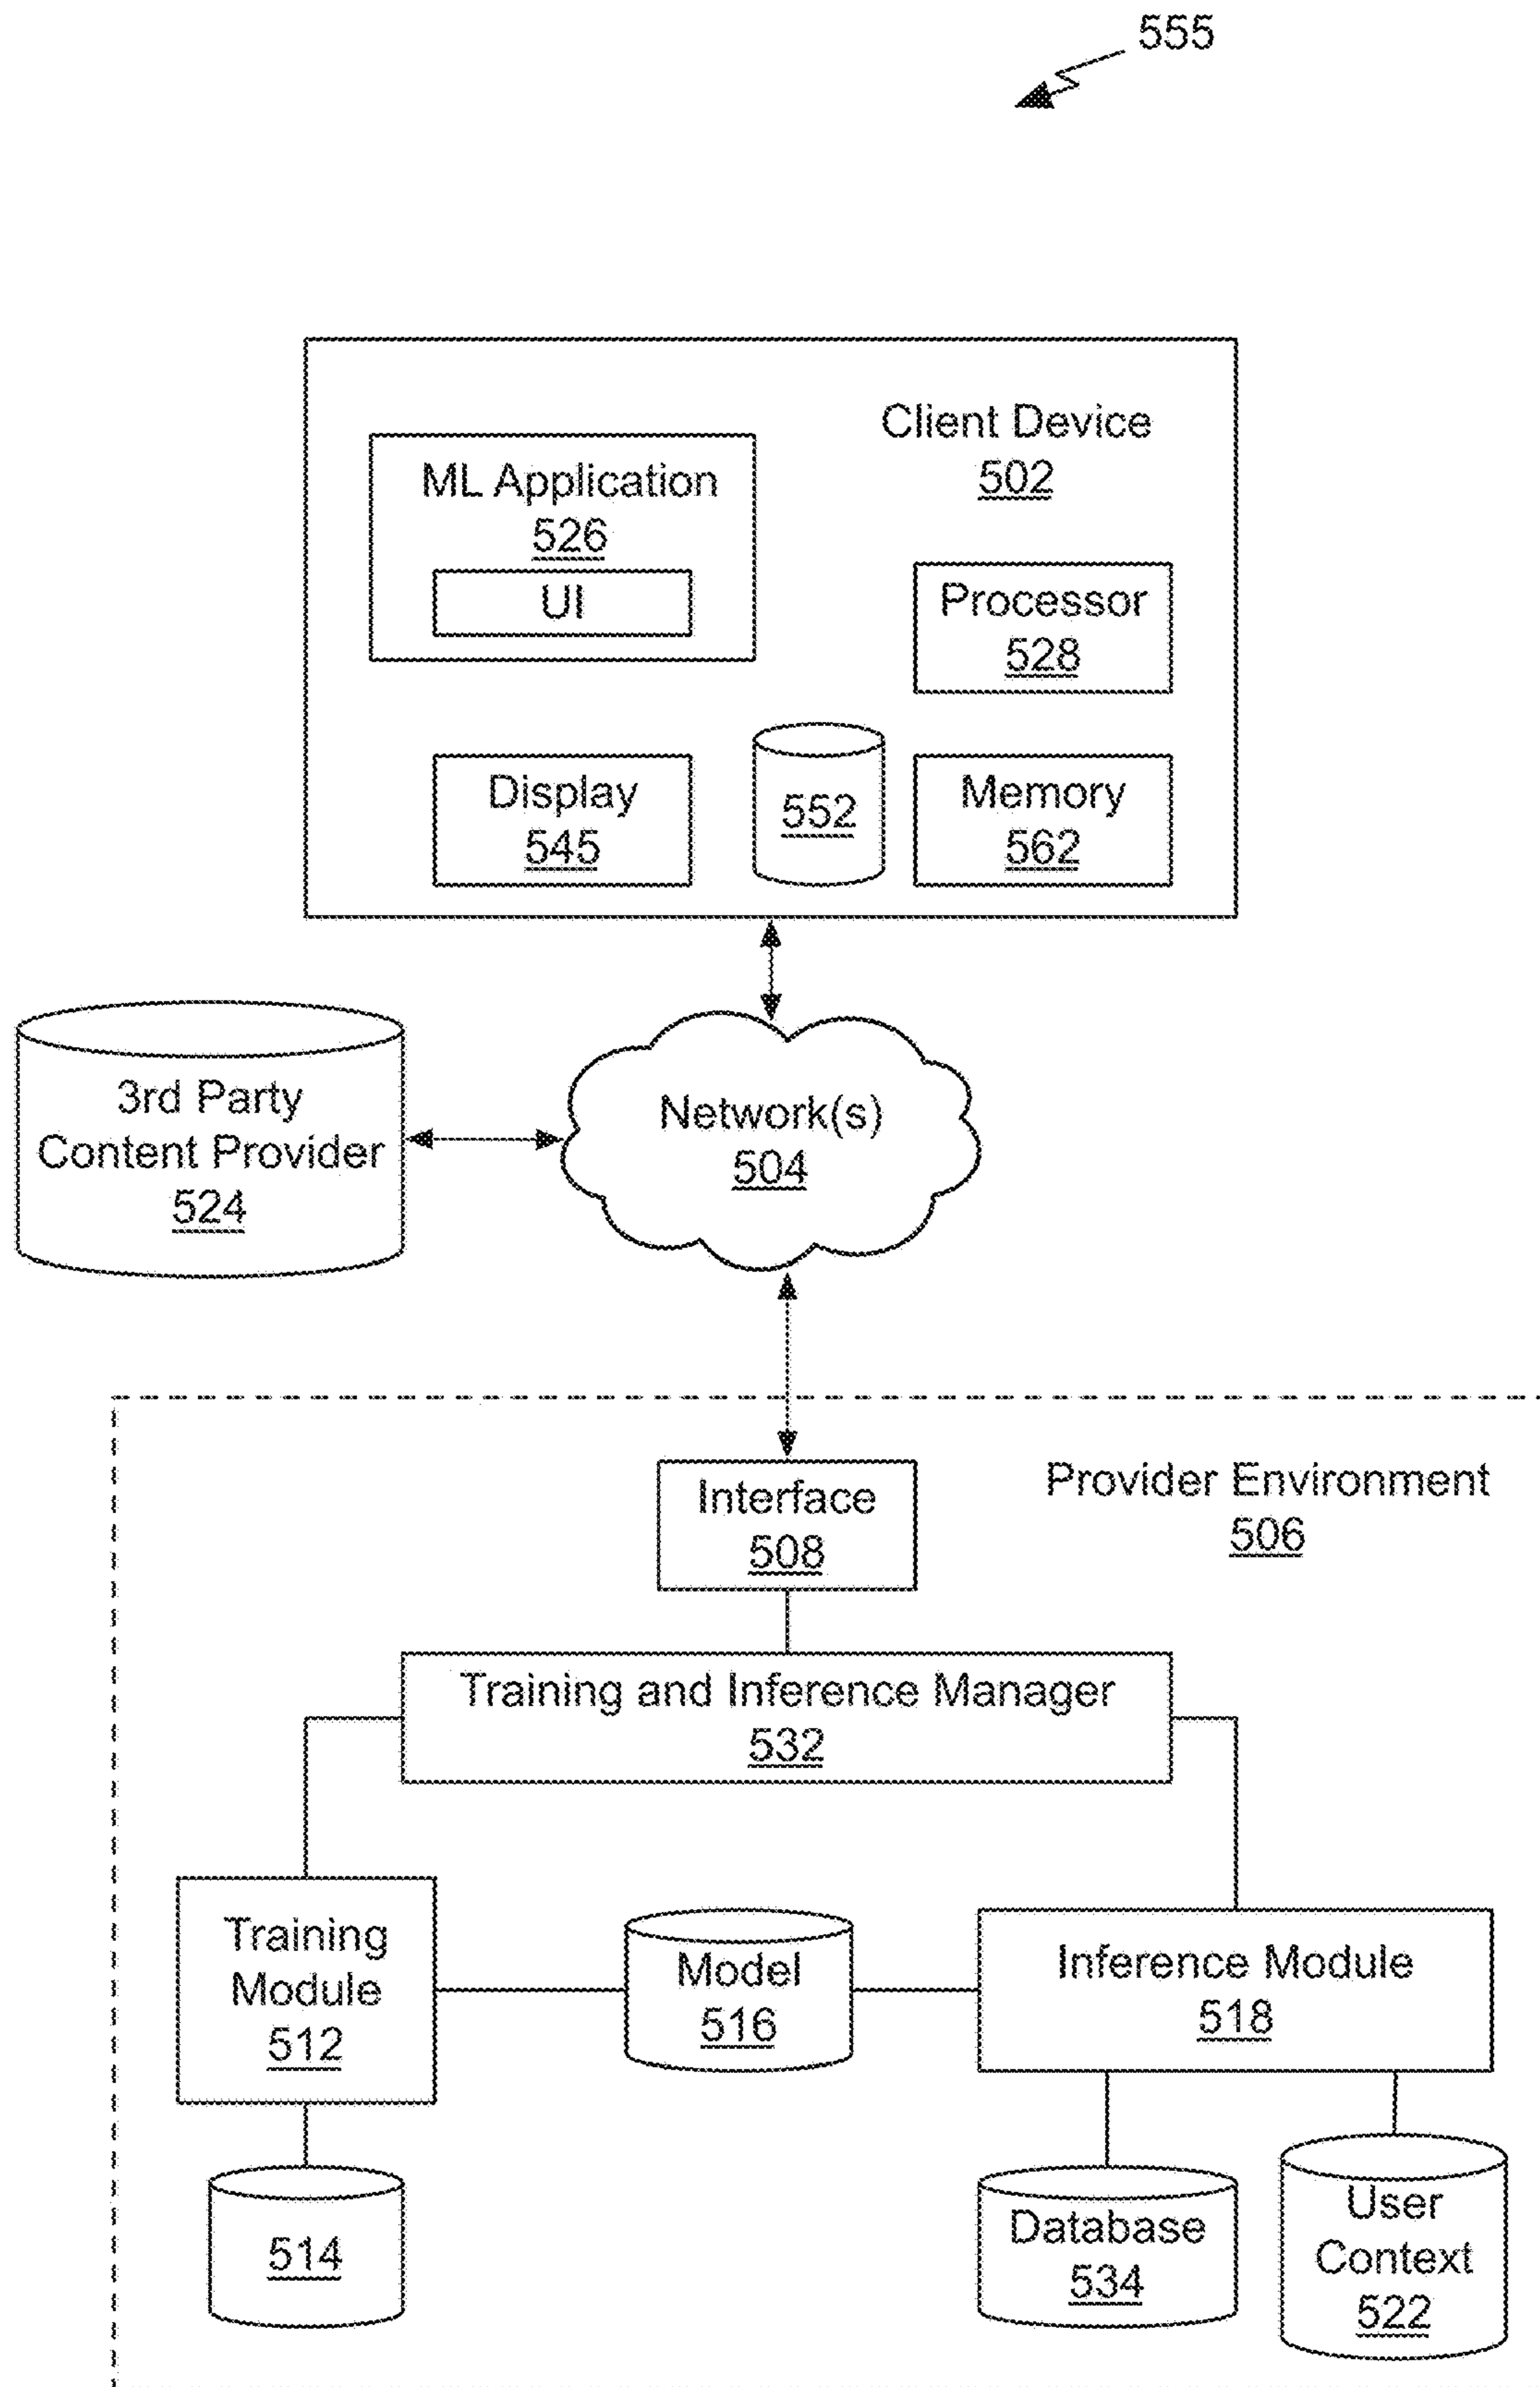 555
Client Device
502
ML Application
526
UI
Processor
528
Display
545
552
Memory
562
3rd Party
Content Provider
524
Network(s)
504
Provider Environment
506
Interface
508
Training and Inference Manager
532
Training
Module
512
Model
516
Inference Module
518
514
Database
534
User
Context
522